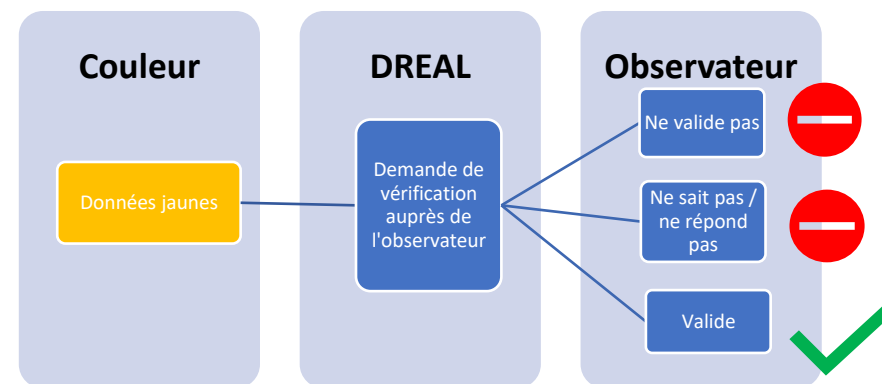 Couleur
DREAL
Observateur
Données jaunes
Demande de
vérification
auprès de
l'observateur
Ne valide pas
Ne sait pas /
ne répond
pas
Valide